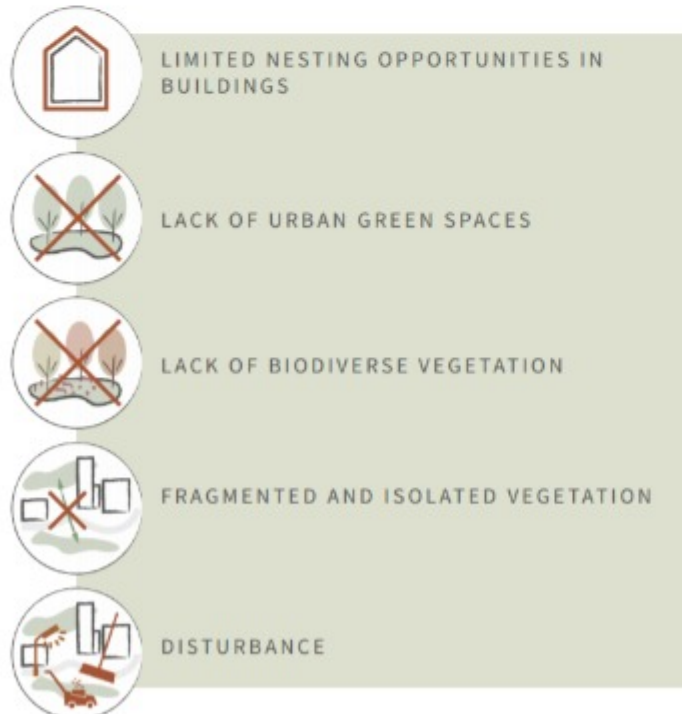 LIMITED NESTING OPPORTUNITIES IN
BUILDINGS
LACK OF URBAN GREEN SPACES
LACK OF BIODIVERSE VEGETATION
FRAGMENTED AND ISOLATED VEGETATION
DISTURBANCE